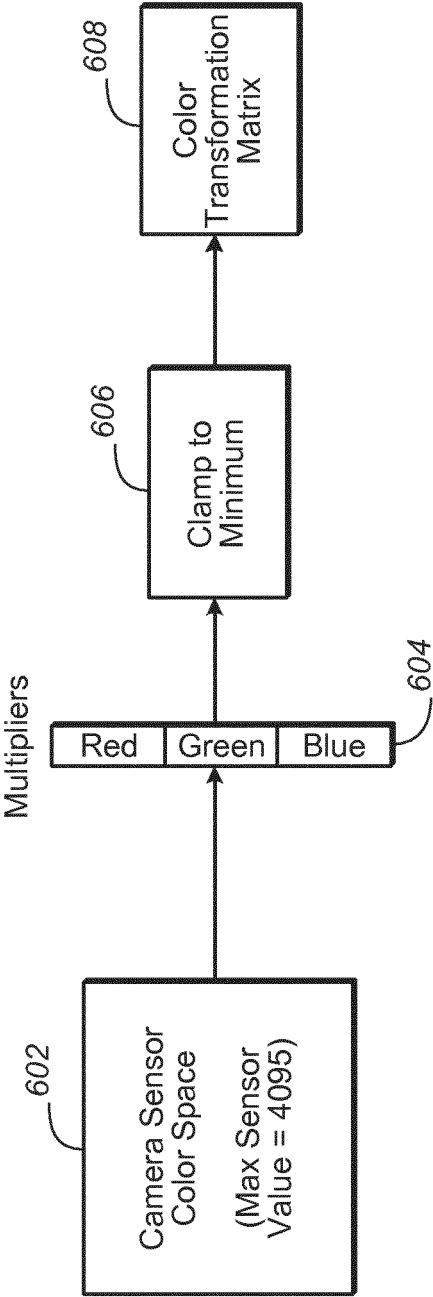 602
Camera Sensor
Color Space
(Max Sensor
Value = 4095)
Multipliers
Red
Green
Blue
604
606
Clamp to
Minimum
608
Color
Transformation
Matrix